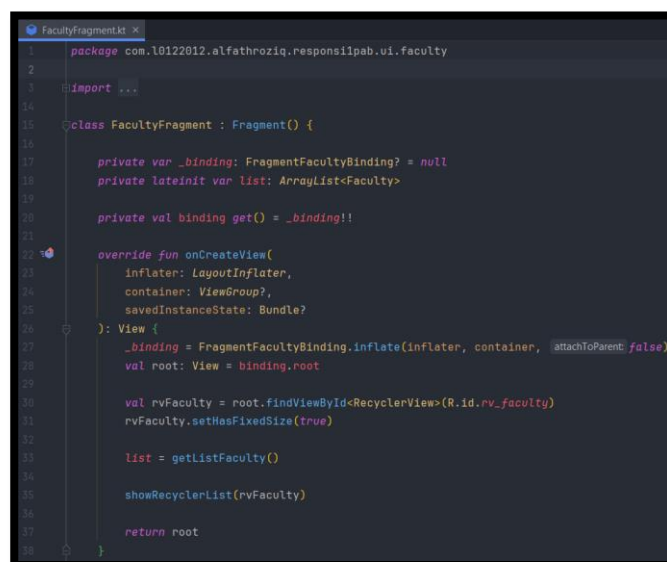 FacultyFragment.kt ×
1 package com.l0122012.alfathroziq.responsi1pab.ui.faculty
2
3 import ...
14
15 class FacultyFragment : Fragment() {
16
17 private var _binding: FragmentFacultyBinding? = null
18 private lateinit var list: ArrayList<Faculty>
19
20 private val binding get() = _binding!!
21
22 override fun onCreateView(
23 inflater: LayoutInflater,
24 container: ViewGroup?,
25 savedInstanceState: Bundle?
26 ): View {
27 _binding = FragmentFacultyBinding.inflate(inflater, container, attachToParent: false)
28 val root: View = binding.root
29
30 val rvFaculty = root.findViewById<RecyclerView>(R.id.rv_faculty)
31 rvFaculty.setHasFixedSize(true)
32
33 list = getListFaculty()
34
35 showRecyclerList(rvFaculty)
36
37 return root
38 }